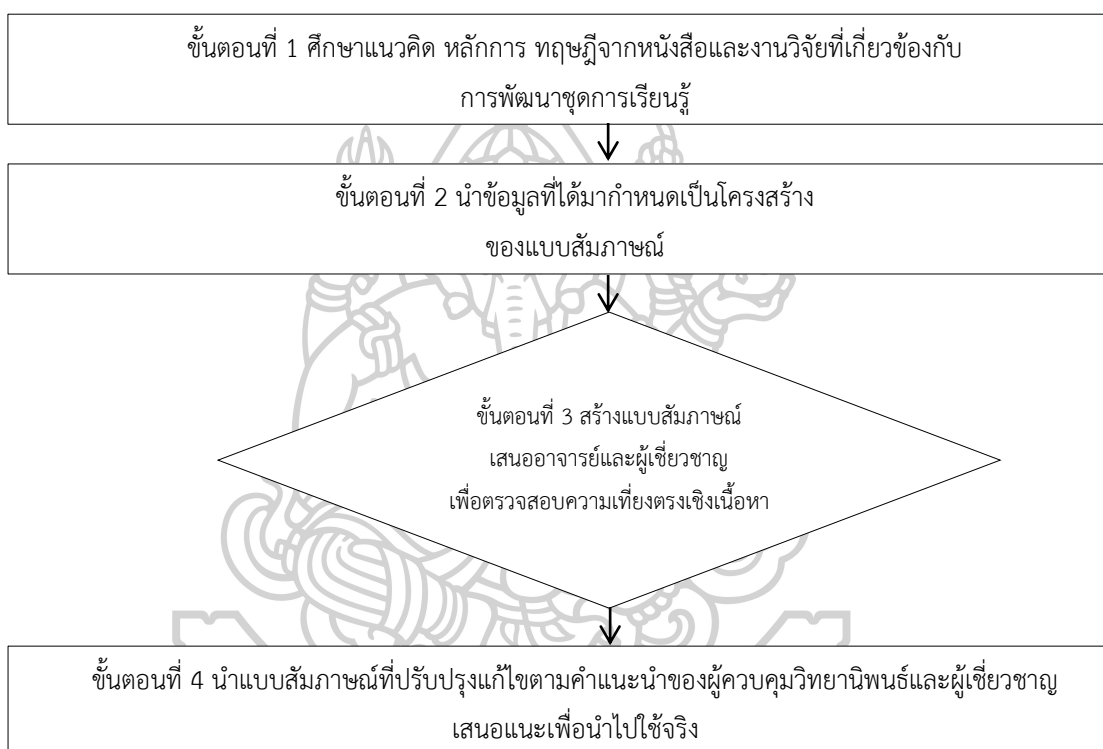 ขั้นตอนที่ 1 ศึกษาแนวคิด หลักการ ทฤษฎีจากหนังสือและงานวิจัยที่เกี่ยวข้องกับ
การพัฒนาชุดการเรียนรู้
ขั้นตอนที่ 2 นำข้อมูลที่ได้มากำหนดเป็นโครงสร้าง
ของแบบสัมภาษณ์
ขั้นตอนที่ 3 สร้างแบบสัมภาษณ์
เสนออาจารย์และผู้เชี่ยวชาญ
เพื่อตรวจสอบความเที่ยงตรงเชิงเนื้อหา
ขั้นตอนที่ 4 นำแบบสัมภาษณ์ที่ปรับปรุงแก้ไขตามคำแนะนำของผู้ควบคุมวิทยานิพนธ์และผู้เชี่ยวชาญ
เสนอแนะเพื่อนำไปใช้จริง